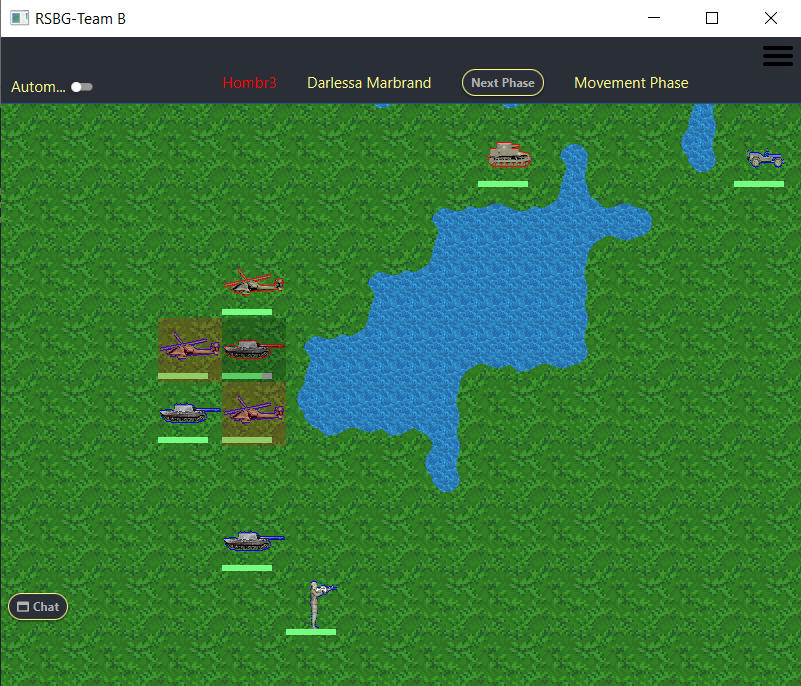 RSBG-Team B
Autom... Hombr3 Darlessa Marbrand Next Phase Movement Phase
Chat